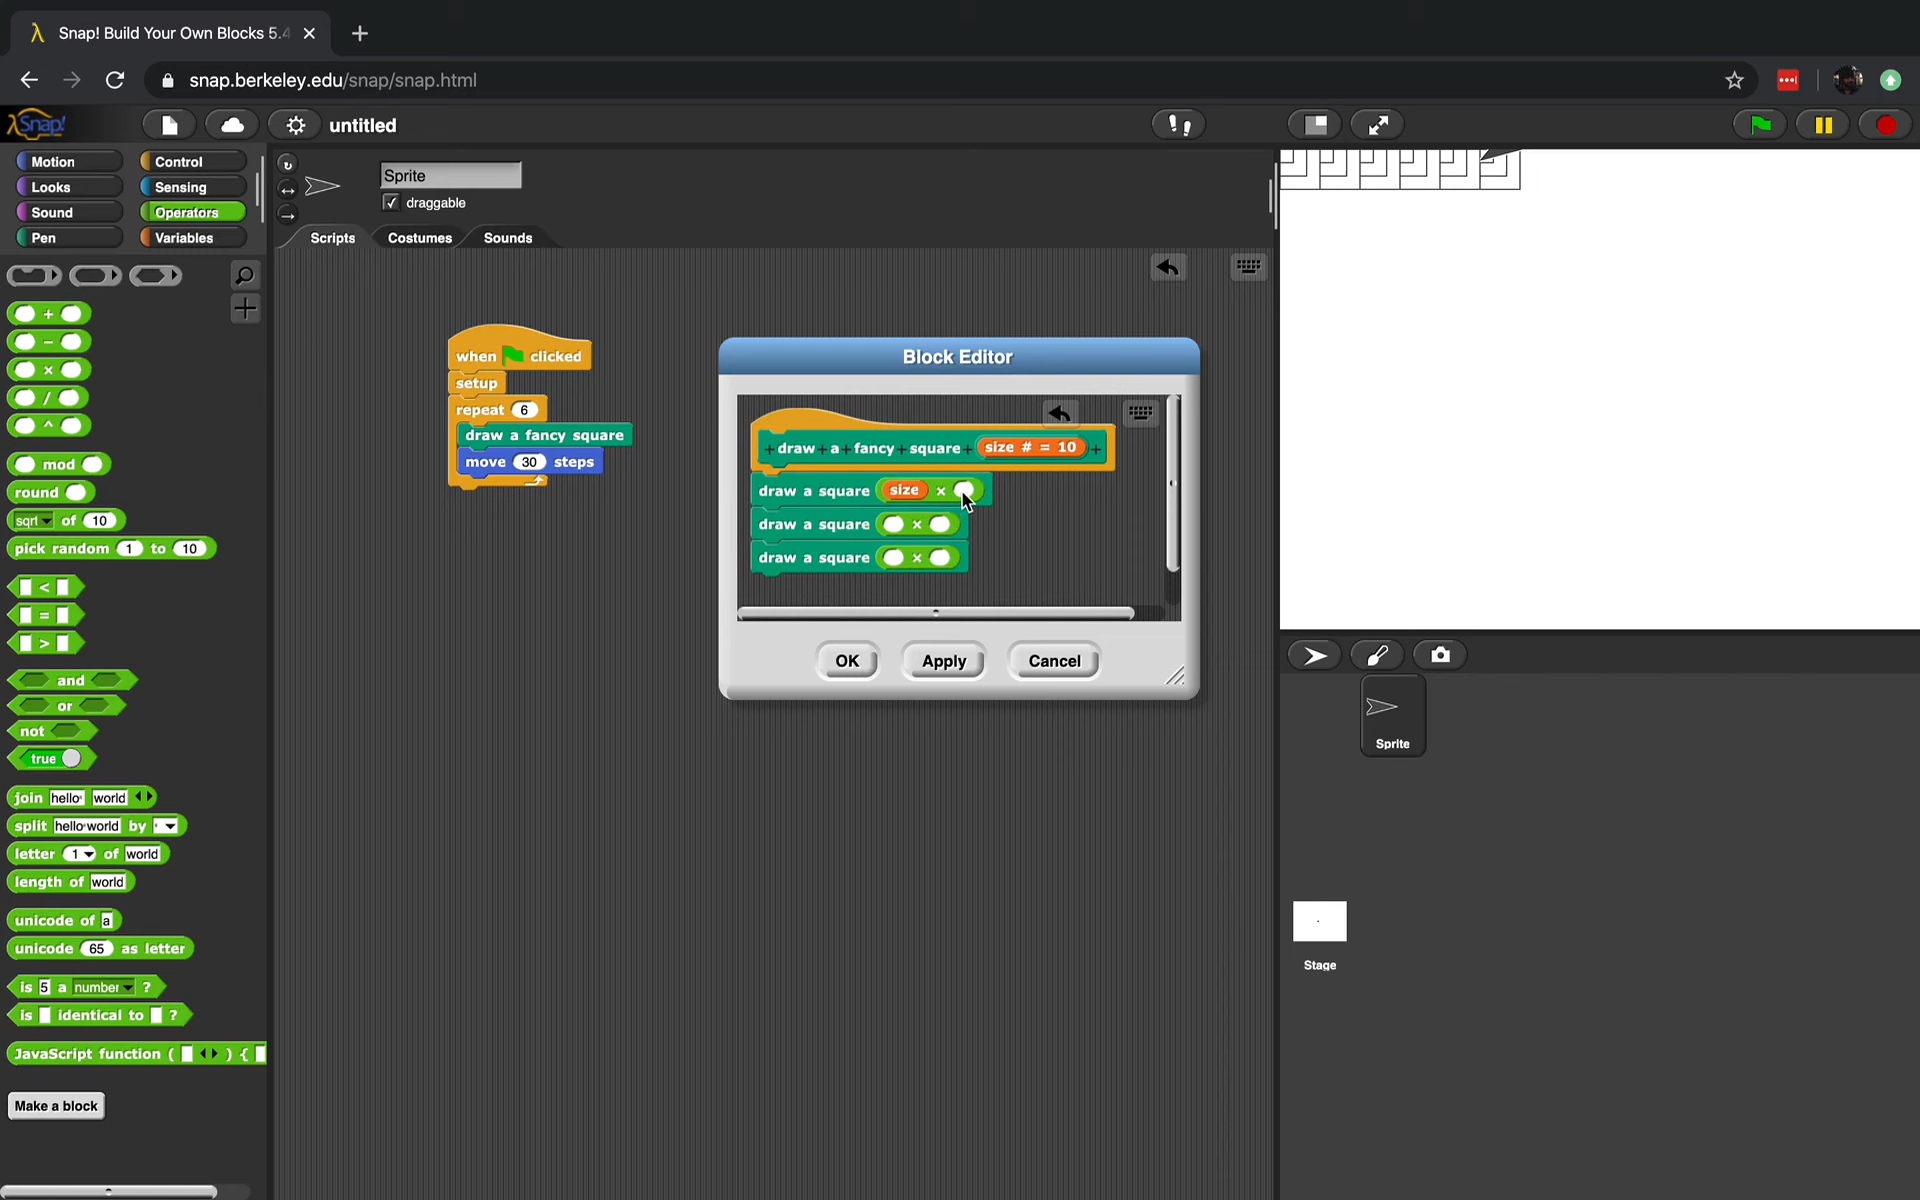 Snap! Build Your Own Blocks 5.4
snap.berkeley.edu/snap/snap.html
Snap!
untitled
Motion
Control
Looks
Sensing
Sound
Operators
Pen
Variables
Sprite
draggable
Scripts
Costumes
Sounds
+
−
×
/
^
mod
round
sqrt of 10
pick random 1 to 10
<
=
>
and
or
not
true
join hello world
split hello world by
letter 1 of world
length of world
unicode of a
unicode 65 as letter
is 5 a number ?
is identical to ?
JavaScript function ( ) {
Make a block
when clicked
setup
repeat 6
draw a fancy square
move 30 steps
Block Editor
+ draw + a + fancy + square + size # = 10 +
draw a square size ×
draw a square ×
draw a square ×
OK
Apply
Cancel
Sprite
Stage